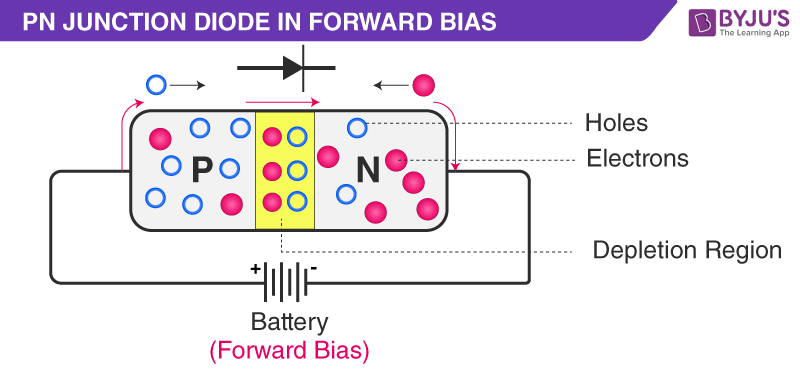 PN JUNCTION DIODE IN FORWARD BIAS
BYJU'S
The Learning App
Holes
Electrons
P
N
Depletion Region
+
-
Battery
(Forward Bias)